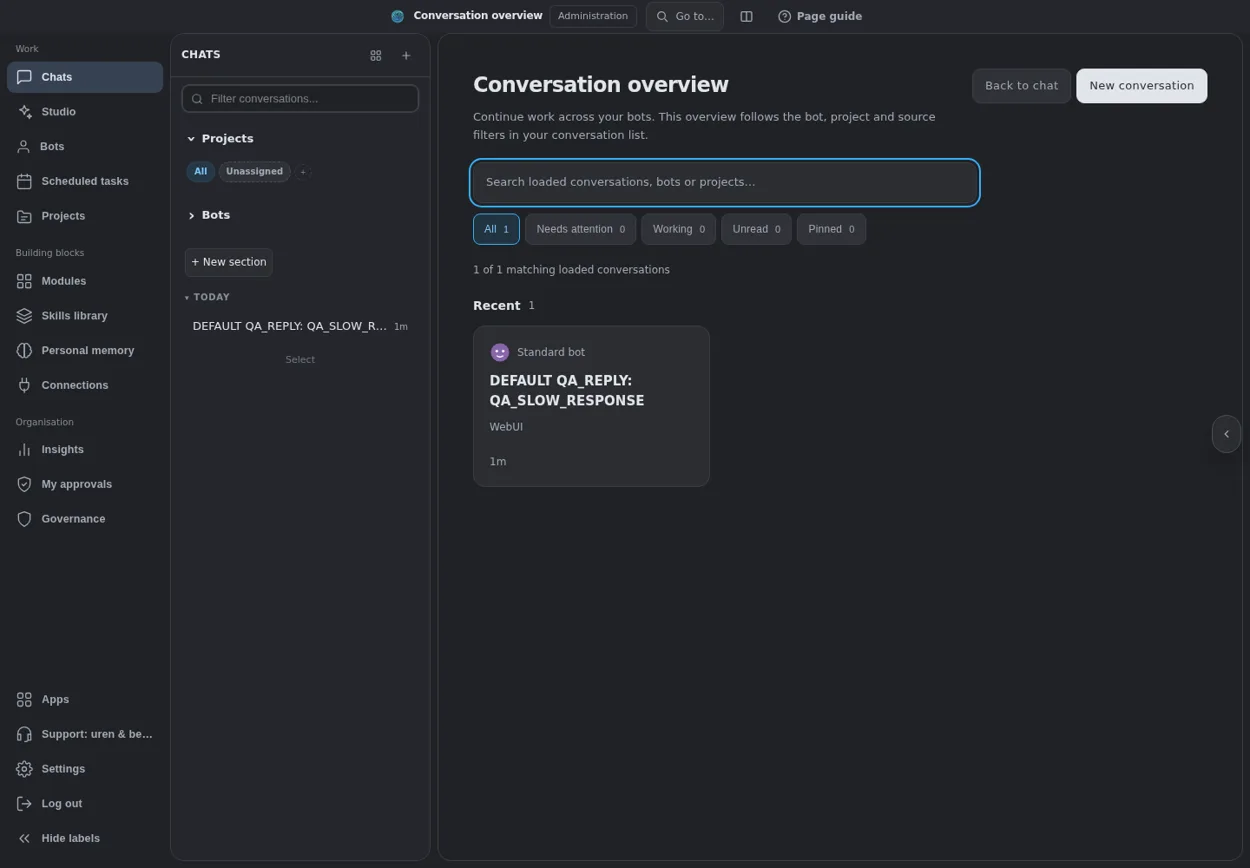 Conversation overview
Administration
Go to...
Page guide
Work
Chats
Studio
Bots
Scheduled tasks
Projects
Building blocks
Modules
Skills library
Personal memory
Connections
Organisation
Insights
My approvals
Governance
Apps
Support: uren & be...
Settings
Log out
Hide labels
CHATS
Filter conversations...
Projects
All
Unassigned
+
Bots
+ New section
TODAY
DEFAULT QA_REPLY: QA_SLOW_R... 1m
Select
Conversation overview
Back to chat
New conversation
Continue work across your bots. This overview follows the bot, project and source
filters in your conversation list.
Search loaded conversations, bots or projects...
All 1
Needs attention 0
Working 0
Unread 0
Pinned 0
1 of 1 matching loaded conversations
Recent 1
Standard bot
DEFAULT QA_REPLY:
QA_SLOW_RESPONSE
WebUI
1m